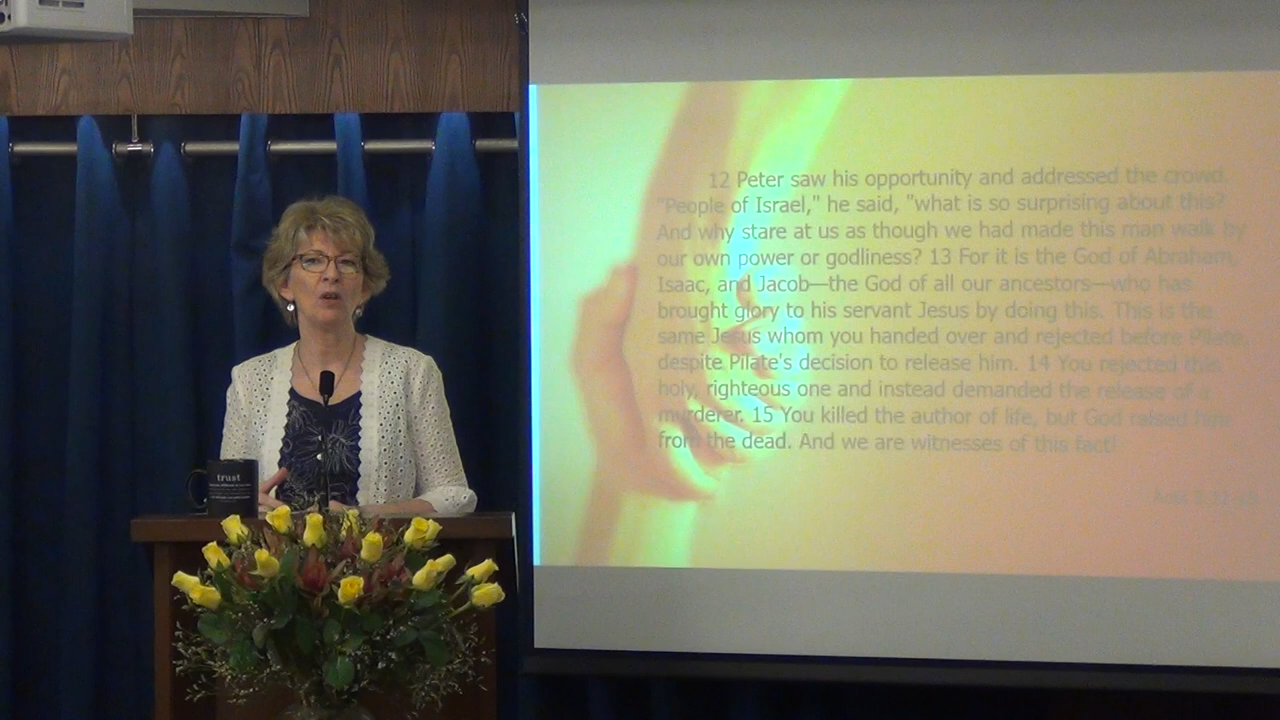 trust
12 Peter saw his opportunity and addressed the crowd.
"People of Israel," he said, "what is so surprising about this?
And why stare at us as though we had made this man walk by
our own power or godliness? 13 For it is the God of Abraham,
Isaac, and Jacob—the God of all our ancestors—who has
brought glory to his servant Jesus by doing this. This is the
same Jesus whom you handed over and rejected before Pilate,
despite Pilate's decision to release him. 14 You rejected this
holy, righteous one and instead demanded the release of a
murderer. 15 You killed the author of life, but God raised him
from the dead. And we are witnesses of this fact!
Acts